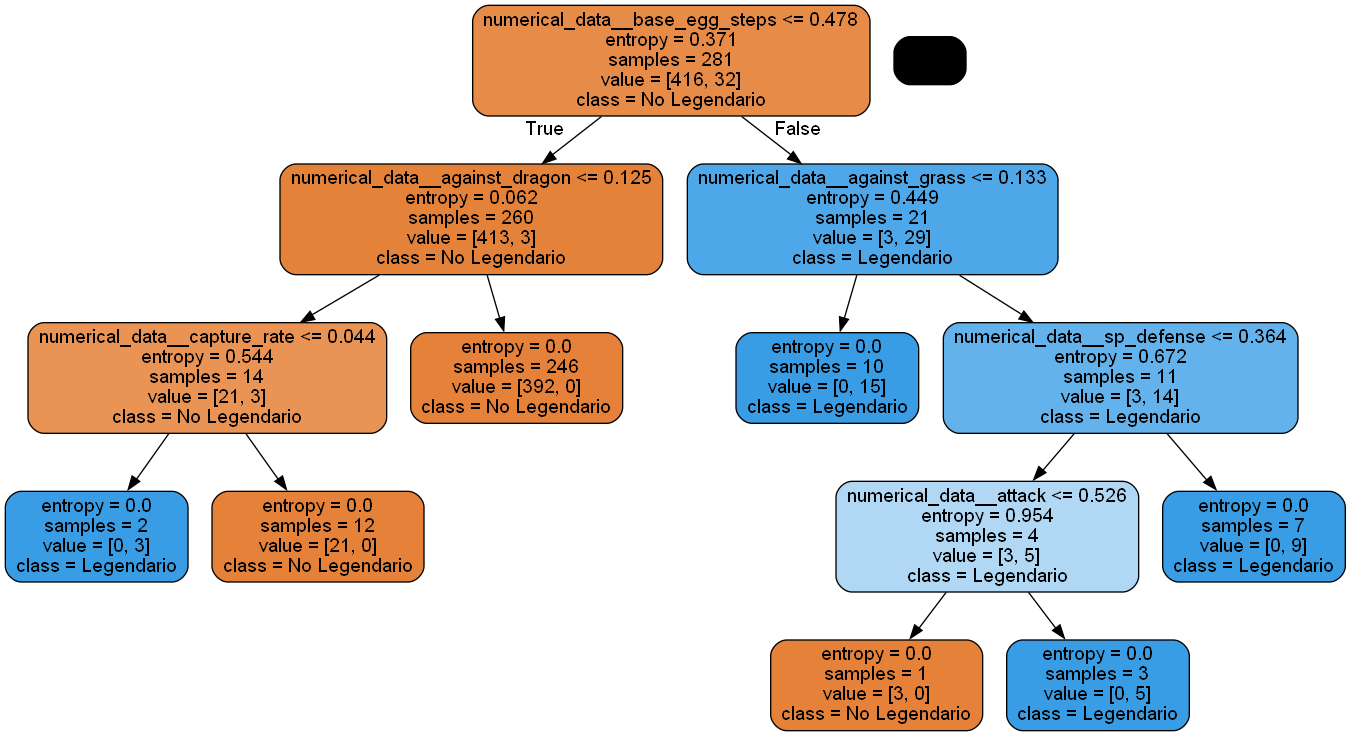 numerical_data__base_egg_steps <= 0.478
entropy = 0.371
samples = 281
value = [416, 32]
class = No Legendario
True
False
numerical_data__against_dragon <= 0.125
entropy = 0.062
samples = 260
value = [413, 3]
class = No Legendario
numerical_data__against_grass <= 0.133
entropy = 0.449
samples = 21
value = [3, 29]
class = Legendario
numerical_data__capture_rate <= 0.044
entropy = 0.544
samples = 14
value = [21, 3]
class = No Legendario
entropy = 0.0
samples = 246
value = [392, 0]
class = No Legendario
entropy = 0.0
samples = 10
value = [0, 15]
class = Legendario
numerical_data__sp_defense <= 0.364
entropy = 0.672
samples = 11
value = [3, 14]
class = Legendario
entropy = 0.0
samples = 2
value = [0, 3]
class = Legendario
entropy = 0.0
samples = 12
value = [21, 0]
class = No Legendario
numerical_data__attack <= 0.526
entropy = 0.954
samples = 4
value = [3, 5]
class = Legendario
entropy = 0.0
samples = 7
value = [0, 9]
class = Legendario
entropy = 0.0
samples = 1
value = [3, 0]
class = No Legendario
entropy = 0.0
samples = 3
value = [0, 5]
class = Legendario